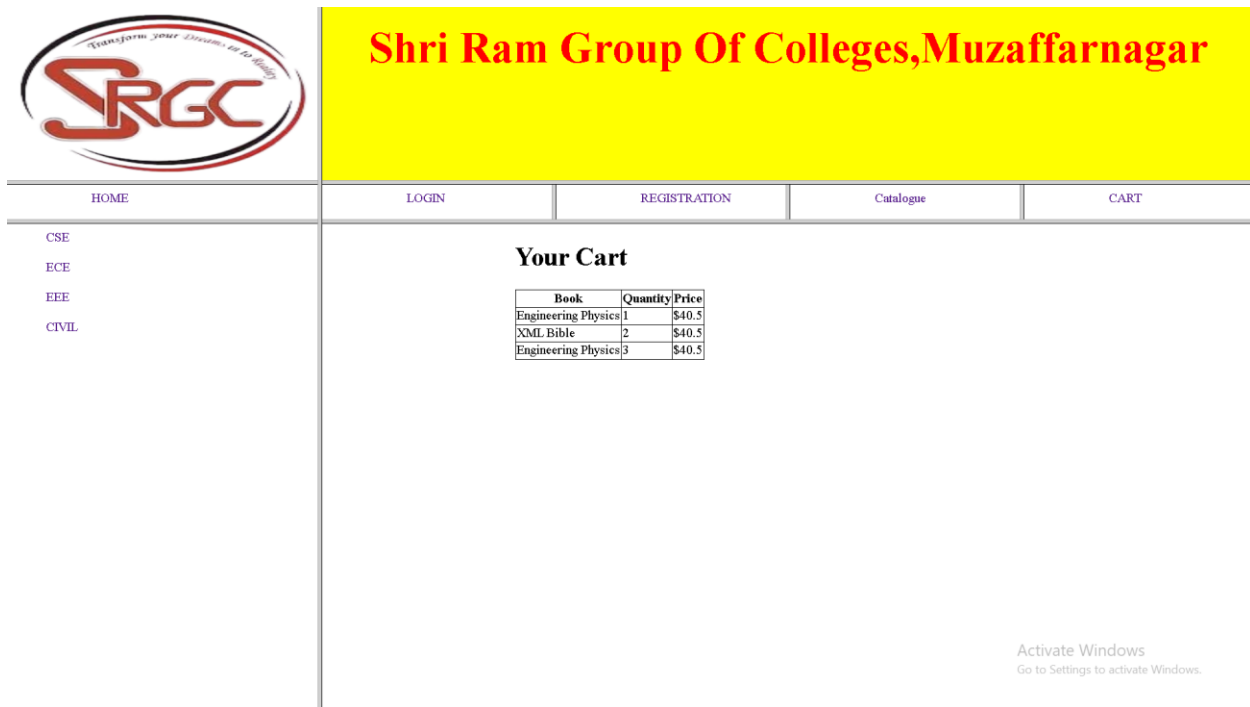 Transform your Dreams in to Reality
SRGC
Shri Ram Group Of Colleges,Muzaffarnagar
HOME LOGIN REGISTRATION Catalogue CART
CSE
ECE
EEE
CIVIL
Your Cart
Book Quantity Price
Engineering Physics 1 $40.5
XML Bible 2 $40.5
Engineering Physics 3 $40.5
Activate Windows
Go to Settings to activate Windows.